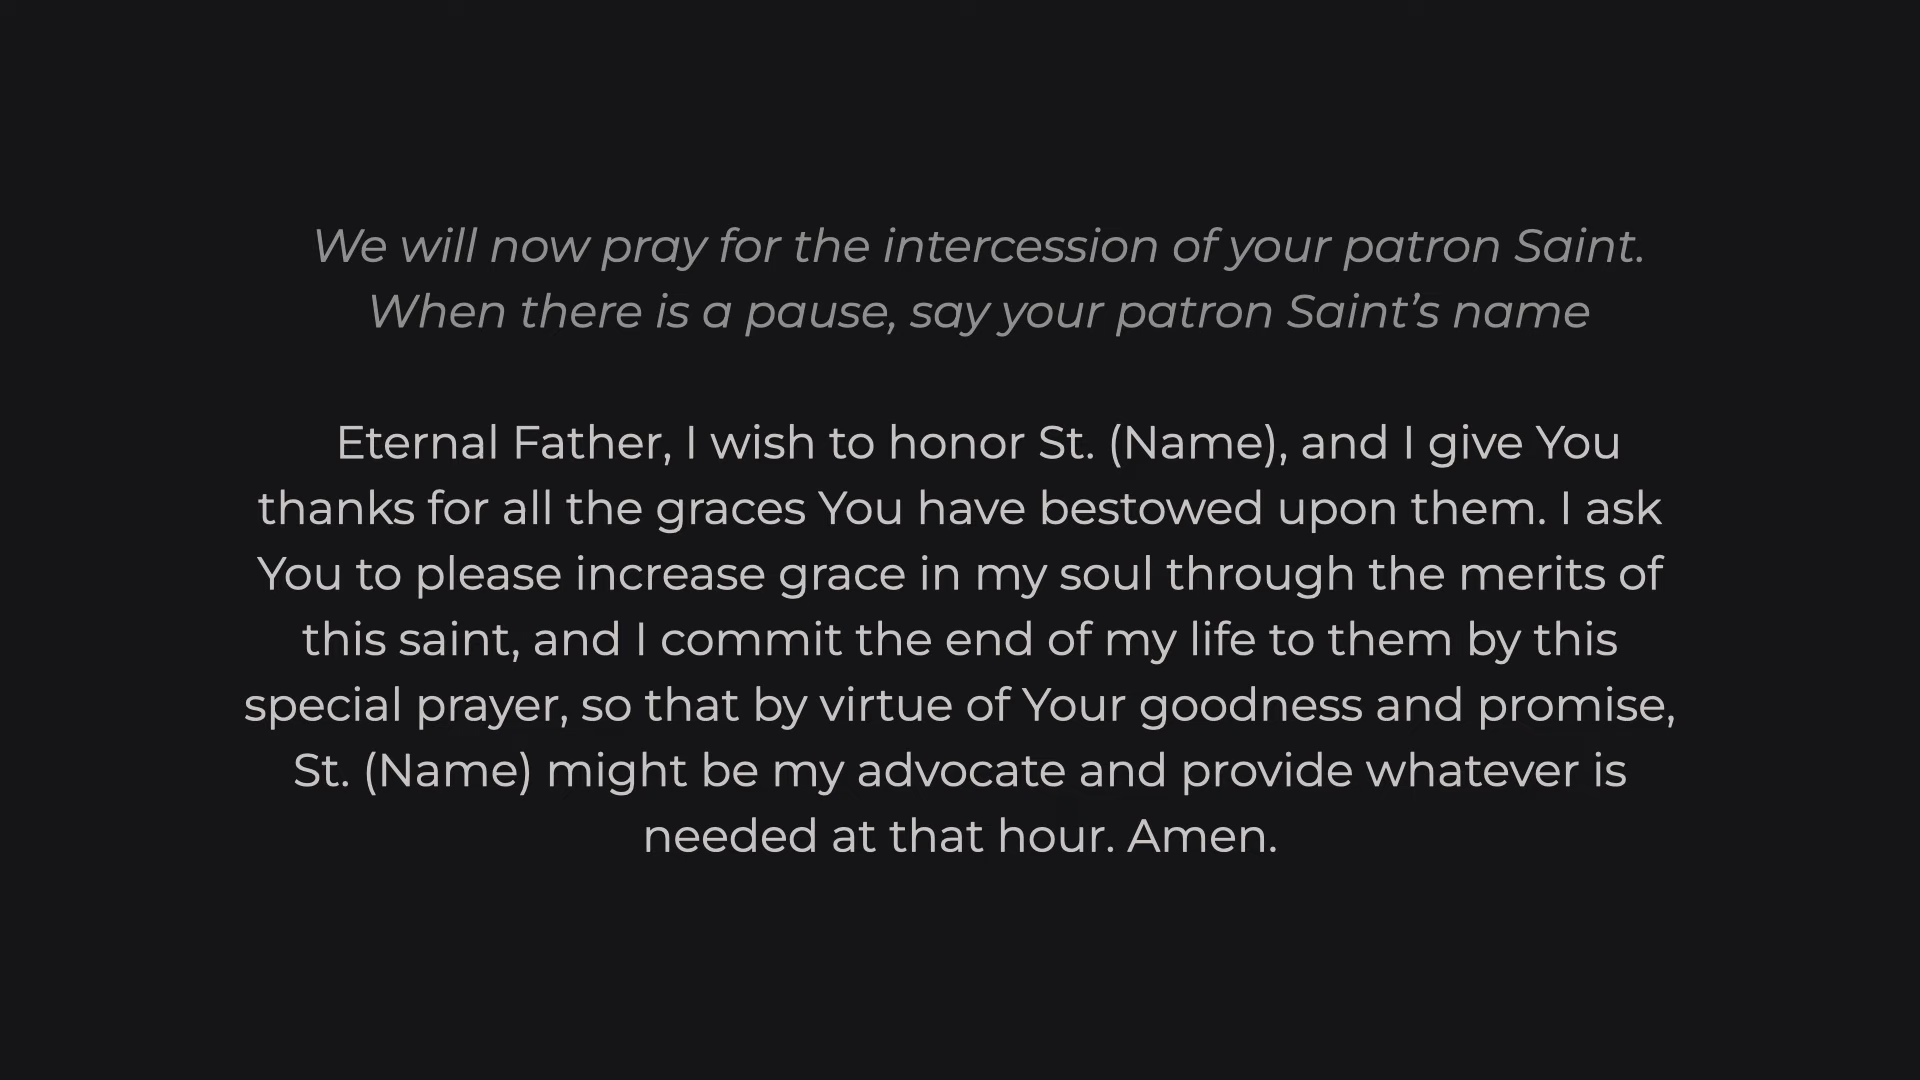 We will now pray for the intercession of your patron Saint.
When there is a pause, say your patron Saint’s name
Eternal Father, I wish to honor St. (Name), and I give You
thanks for all the graces You have bestowed upon them. I ask
You to please increase grace in my soul through the merits of
this saint, and I commit the end of my life to them by this
special prayer, so that by virtue of Your goodness and promise,
St. (Name) might be my advocate and provide whatever is
needed at that hour. Amen.